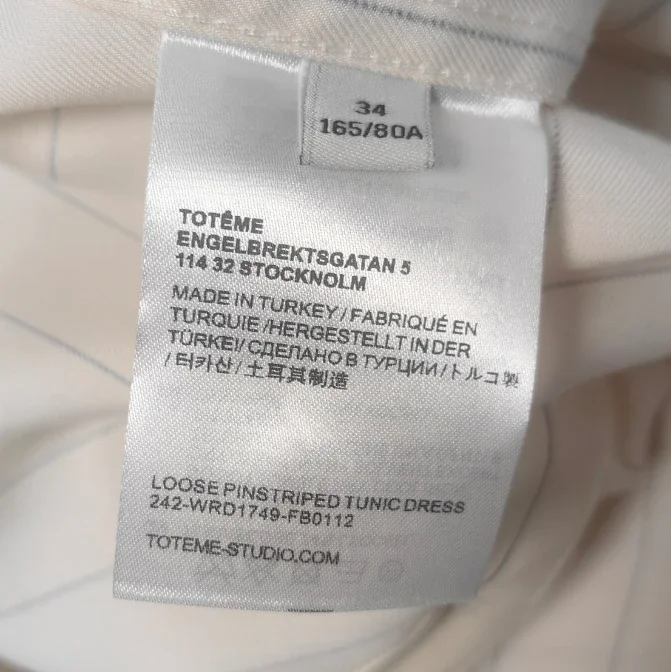 34
165/80A
TOTÊME
ENGELBREKTSGATAN 5
114 32 STOCKNOLM
MADE IN TURKEY/FABRIQUÉ EN
TURQUIE/HERGESTELLT IN DER
TÜRKEI/СДЕЛАНО В ТУРЦИИ/トルコ製
/터키산/土耳其制造
LOOSE PINSTRIPED TUNIC DRESS
242-WRD1749-FB0112
TOTEME-STUDIO.COM